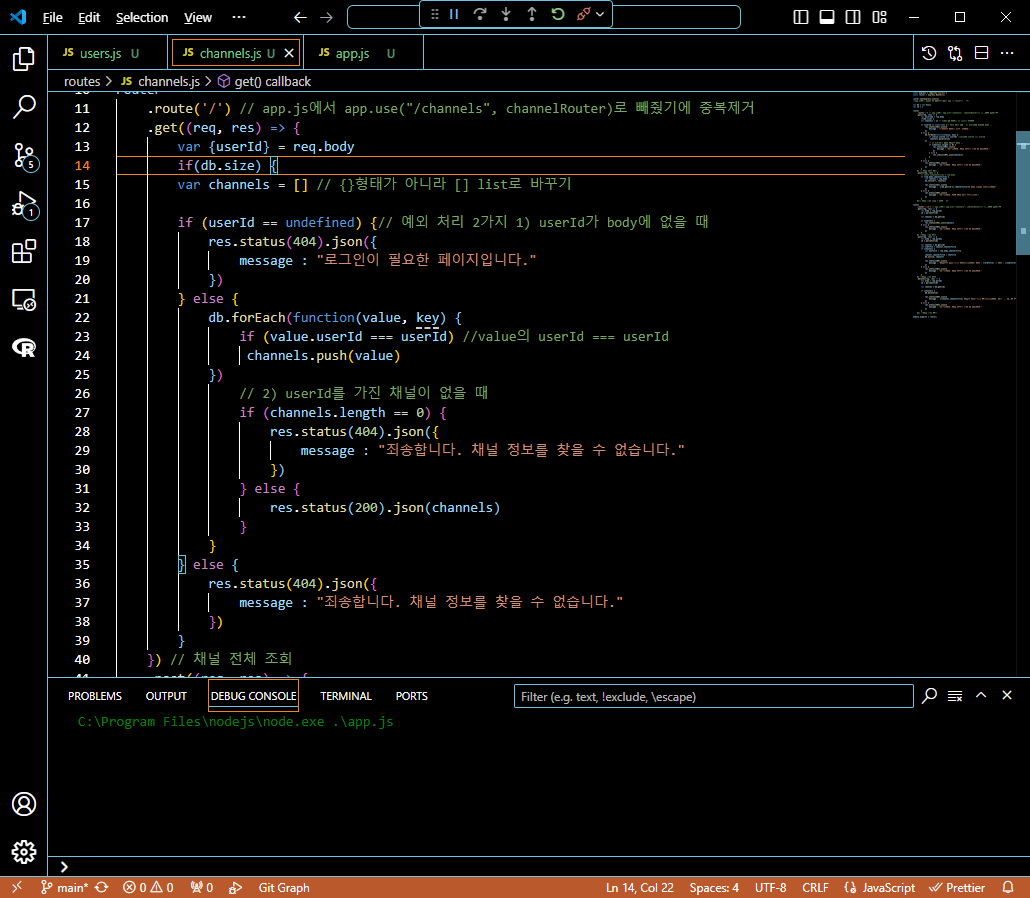 File Edit Selection View ···
JS users.js U JS channels.js U JS app.js U
routes > JS channels.js > get() callback
11 .route('/') // app.js에서 app.use("/channels", channelRouter)로 빼줬기에 중복제거
12 .get((req, res) => {
13 var {userId} = req.body
14 if(db.size) {
15 var channels = [] // {}형태가 아니라 [] list로 바꾸기
16
17 if (userId == undefined) {// 예외 처리 2가지 1) userId가 body에 없을 때
18 res.status(404).json({
19 message : "로그인이 필요한 페이지입니다."
20 })
21 } else {
22 db.forEach(function(value, key) {
23 if (value.userId === userId) //value의 userId === userId
24 channels.push(value)
25 })
26 // 2) userId를 가진 채널이 없을 때
27 if (channels.length == 0) {
28 res.status(404).json({
29 message : "죄송합니다. 채널 정보를 찾을 수 없습니다."
30 })
31 } else {
32 res.status(200).json(channels)
33 }
34 }
35 } else {
36 res.status(404).json({
37 message : "죄송합니다. 채널 정보를 찾을 수 없습니다."
38 })
39 }
40 }) // 채널 전체 조회
PROBLEMS OUTPUT DEBUG CONSOLE TERMINAL PORTS Filter (e.g. text, !exclude, \escape)
C:\Program Files\nodejs\node.exe .\app.js
5
1
main* 0 0 0 Git Graph Ln 14, Col 22 Spaces: 4 UTF-8 CRLF {} JavaScript Prettier